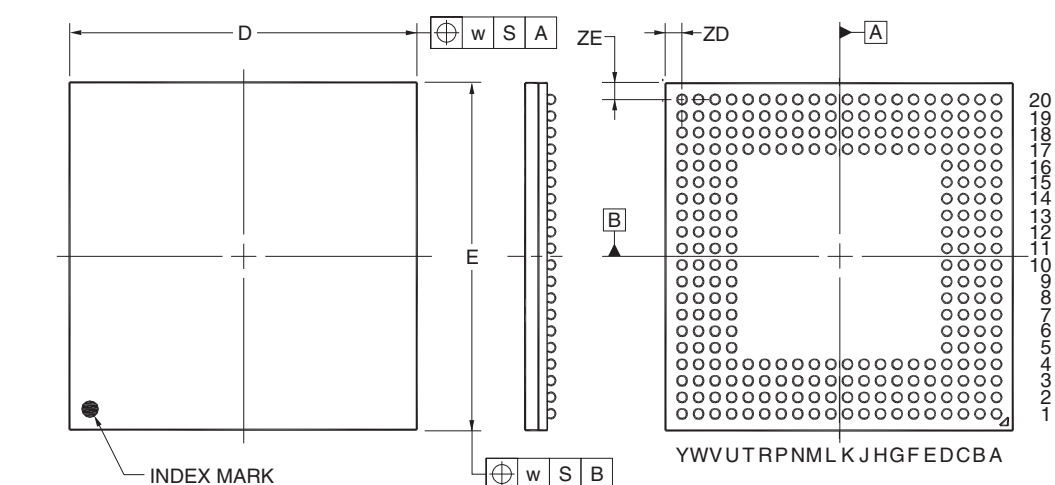 D
⌖ w S A
ZE
ZD
A
20
19
18
17
16
15
14
13
12
11
10
9
8
7
6
5
4
3
2
1
B
E
Y W V U T R P N M L K J H G F E D C B A
INDEX MARK
⌖ w S B